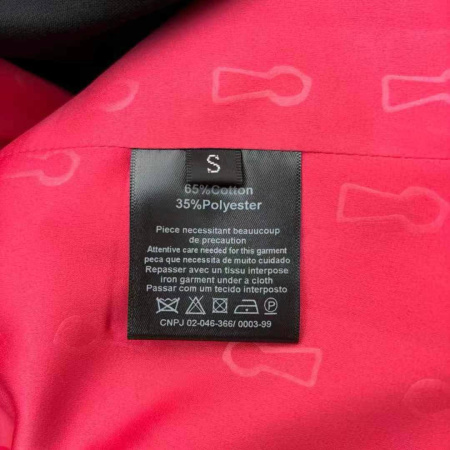 S
65%Cotton
35%Polyester
Piece necessitant beauucoup
de precaution
Attentive care needed for this garment
peca que necessita de muito cuidado
Repasser avec un tissu interpose
iron garment under a cloth
Passar com um tecido interposto
P
CNPJ 02-046-366/ 0003-99